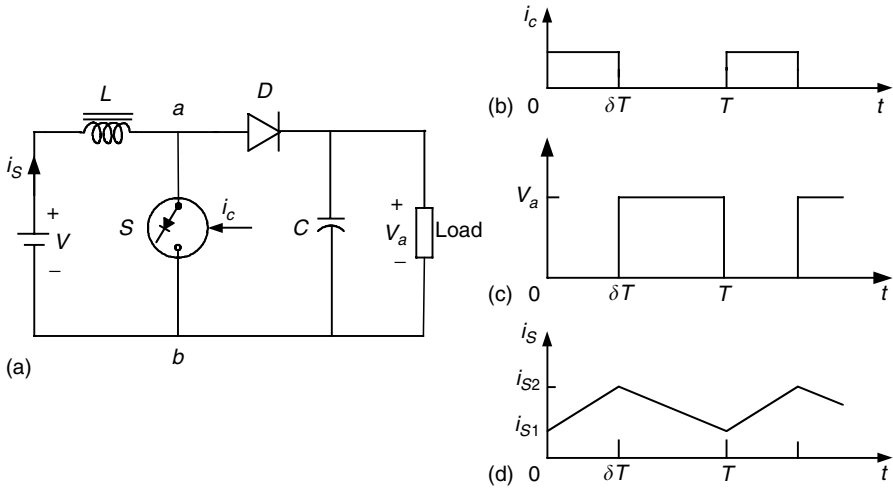 L
a
D
i_S
+
V
−
S
i_c
C
+
V_a
−
Load
b
(a)
i_c
(b)
0
δT
T
t
V_a
(c)
0
δT
T
t
i_S
i_S2
i_S1
(d)
0
δT
T
t